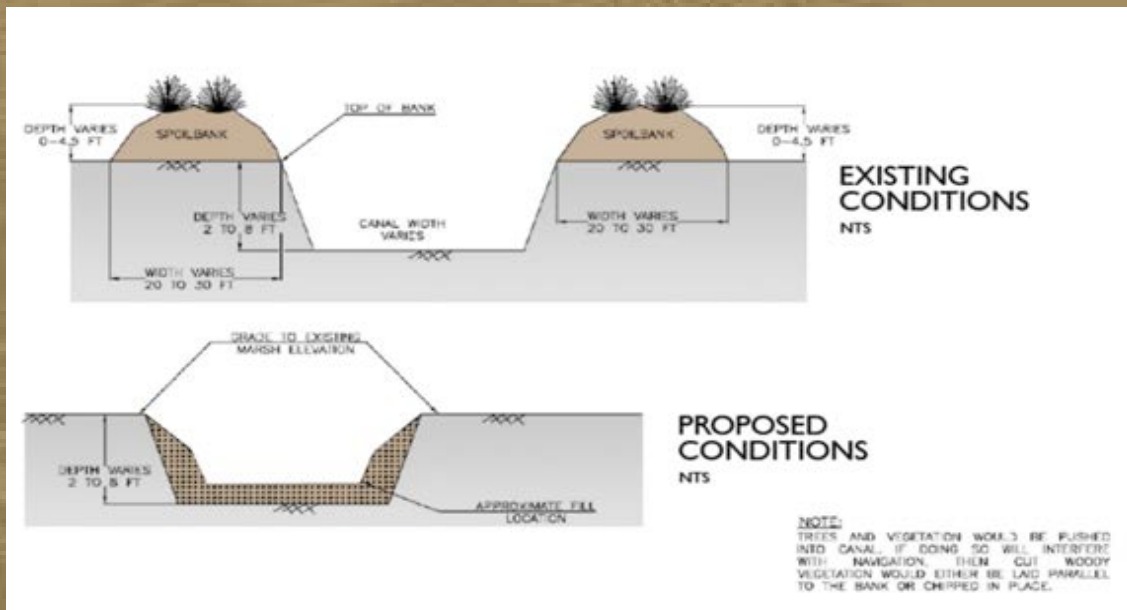 DEPTH VARIES
0-4.5 FT
SPOILBANK
TOP OF BANK
SPOILBANK
DEPTH VARIES
0-4.5 FT
EXISTING
CONDITIONS
NTS
DEPTH VARIES
2 TO 8 FT
CANAL WIDTH
VARIES
WIDTH VARIES
20 TO 30 FT
WIDTH VARIES
20 TO 30 FT
GRADE TO EXISTING
MARSH ELEVATION
PROPOSED
CONDITIONS
NTS
DEPTH VARIES
2 TO 8 FT
APPROXIMATE FILL
LOCATION
NOTE:
TREES AND VEGETATION WOULD BE PUSHED
INTO CANAL. IF DOING SO WILL INTERFERE
WITH NAVIGATION, THEN CUT WOODY
VEGETATION WOULD EITHER BE LAID PARALLEL
TO THE BANK OR CHIPPED IN PLACE.